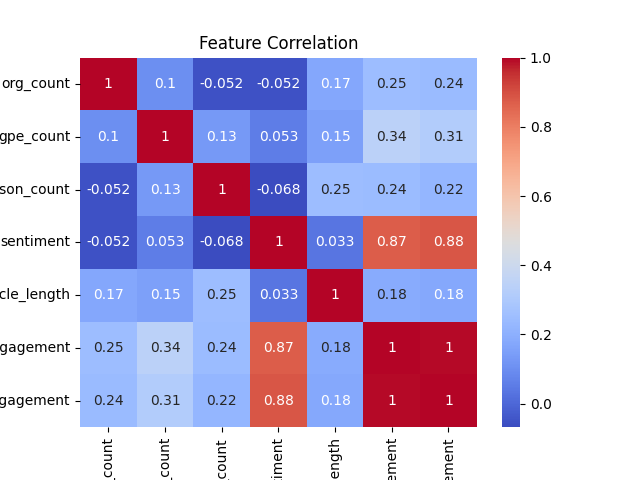 Feature Correlation
org_count 1 0.1 -0.052 -0.052 0.17 0.25 0.24
gpe_count 0.1 1 0.13 0.053 0.15 0.34 0.31
son_count -0.052 0.13 1 -0.068 0.25 0.24 0.22
sentiment -0.052 0.053 -0.068 1 0.033 0.87 0.88
cle_length 0.17 0.15 0.25 0.033 1 0.18 0.18
gagement 0.25 0.34 0.24 0.87 0.18 1 1
gagement 0.24 0.31 0.22 0.88 0.18 1 1
_count
_count
_count
timent
ength
ement
ement
1.0
0.8
0.6
0.4
0.2
0.0